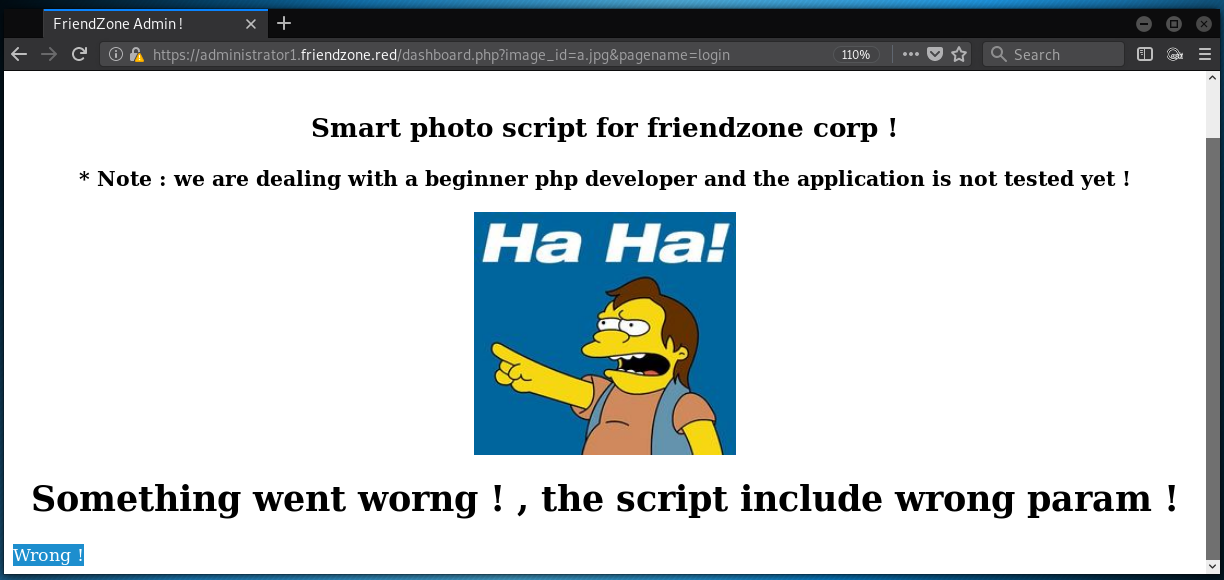 FriendZone Admin !
https://administrator1.friendzone.red/dashboard.php?image_id=a.jpg&pagename=login
110%
Search
Smart photo script for friendzone corp !
* Note : we are dealing with a beginner php developer and the application is not tested yet !
Ha Ha!
Something went worng ! , the script include wrong param !
Wrong !